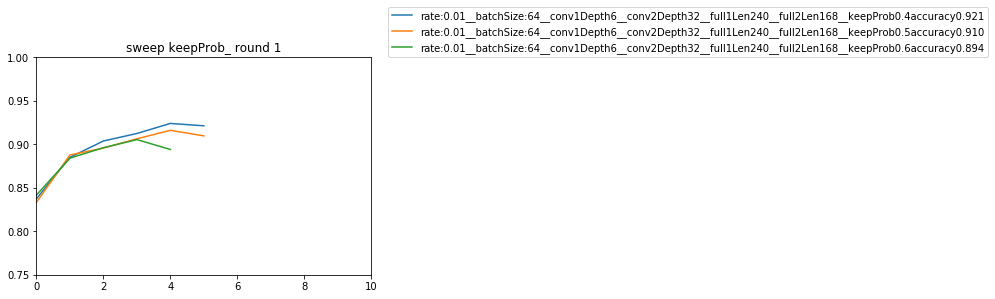 rate:0.01__batchSize:64__conv1Depth6__conv2Depth32__full1Len240__full2Len168__keepProb0.4accuracy0.921
rate:0.01__batchSize:64__conv1Depth6__conv2Depth32__full1Len240__full2Len168__keepProb0.5accuracy0.910
rate:0.01__batchSize:64__conv1Depth6__conv2Depth32__full1Len240__full2Len168__keepProb0.6accuracy0.894
sweep keepProb_ round 1
1.00
0.95
0.90
0.85
0.80
0.75
0 2 4 6 8 10